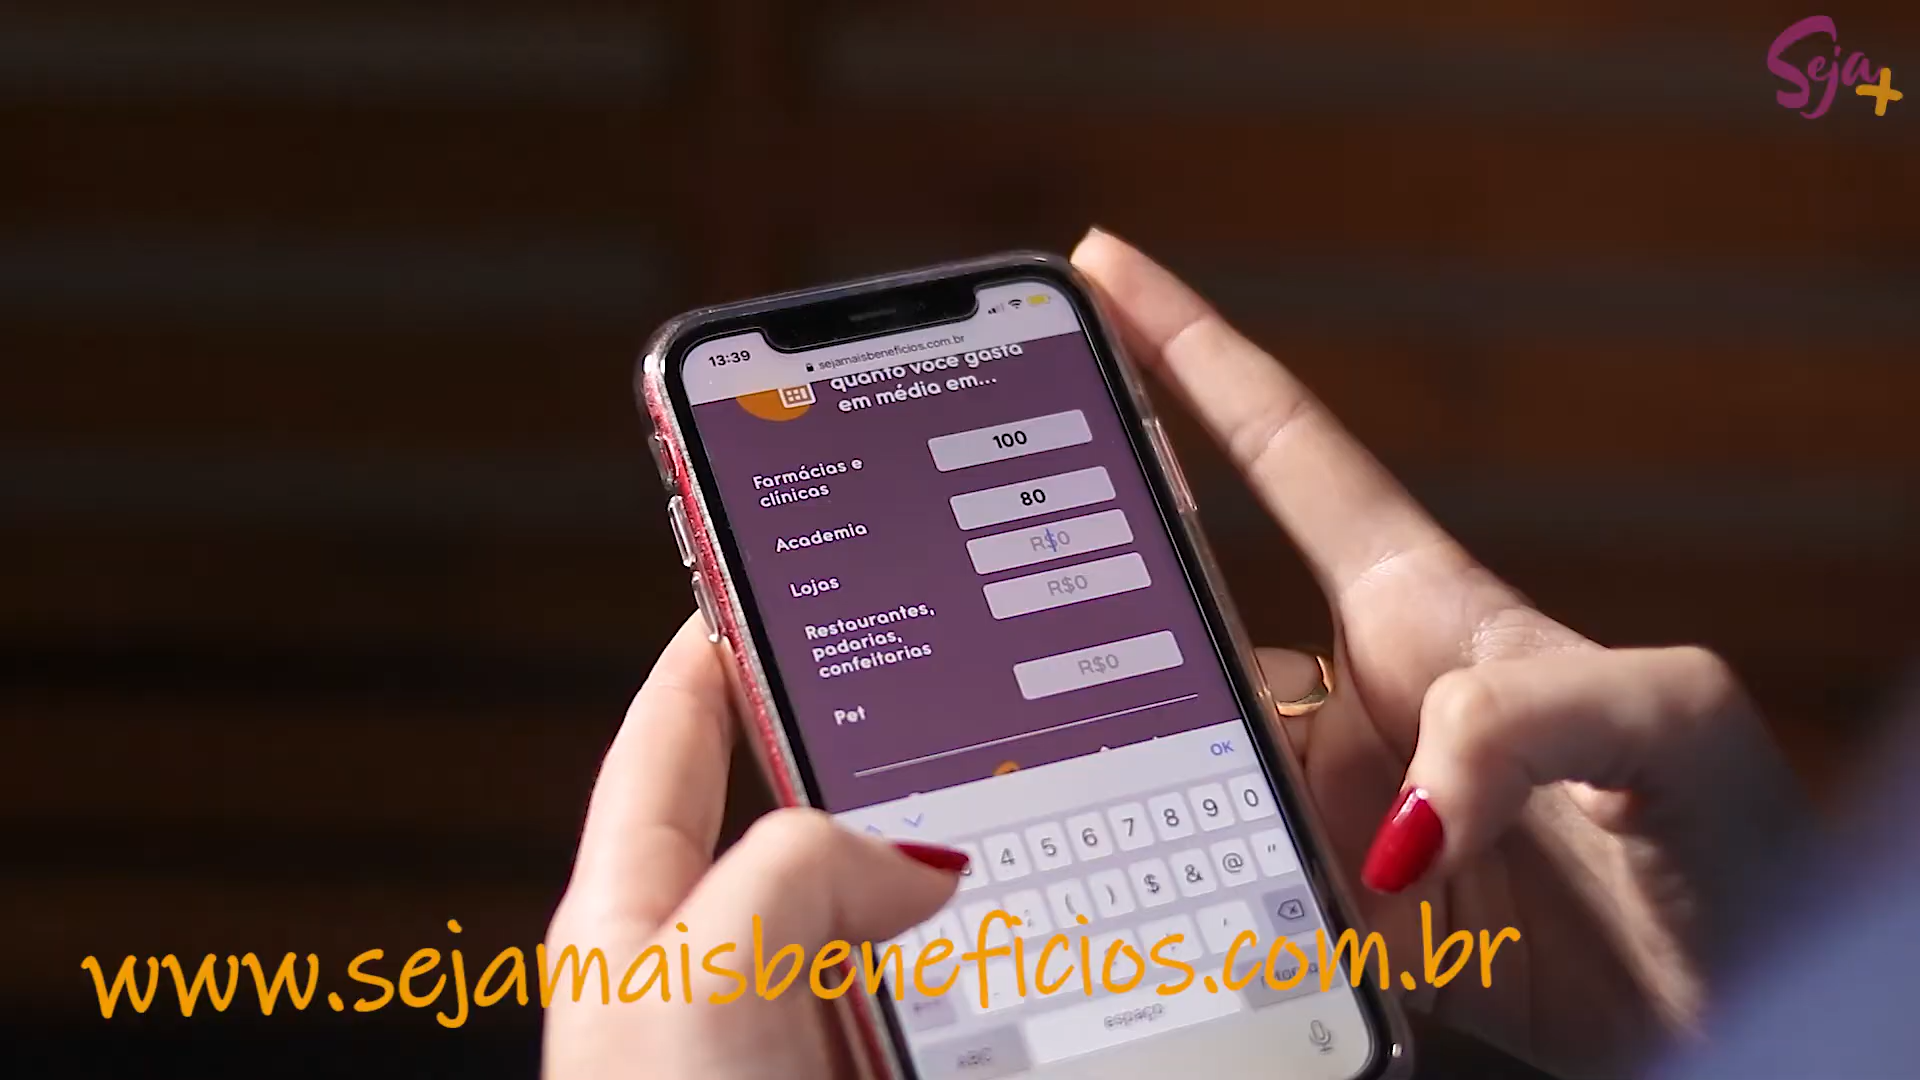 Seja+
13:39
sejamaisbeneficios.com.br
quanto você gasta
em média em...
100
Farmácias e
clínicas
80
Academia
R$0
Lojas
R$0
Restaurantes,
padarias,
confeitarias
R$0
Pet
OK
4 5 6 7 8 9 0
( ) $ & @ "
espaço
ABC
www.sejamaisbeneficios.com.br